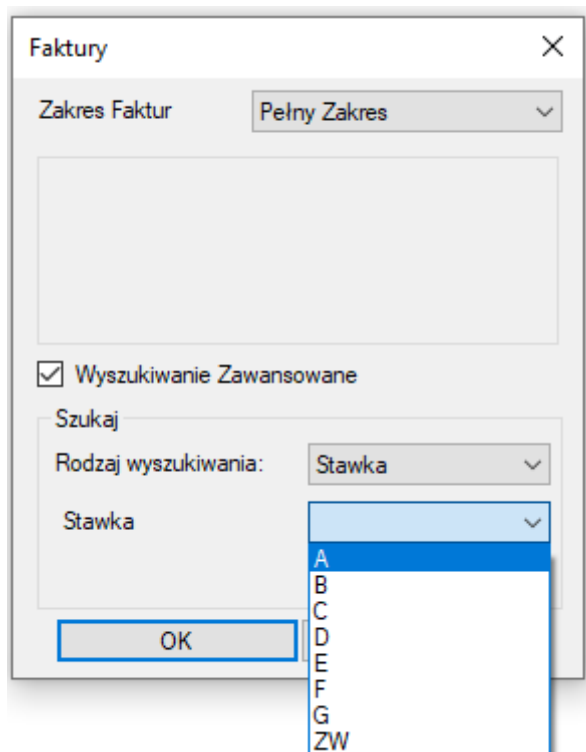 Faktury
Zakres Faktur Pełny Zakres
Wyszukiwanie Zawansowane
Szukaj
Rodzaj wyszukiwania: Stawka
Stawka
A
B
C
D
E
F
G
ZW
OK